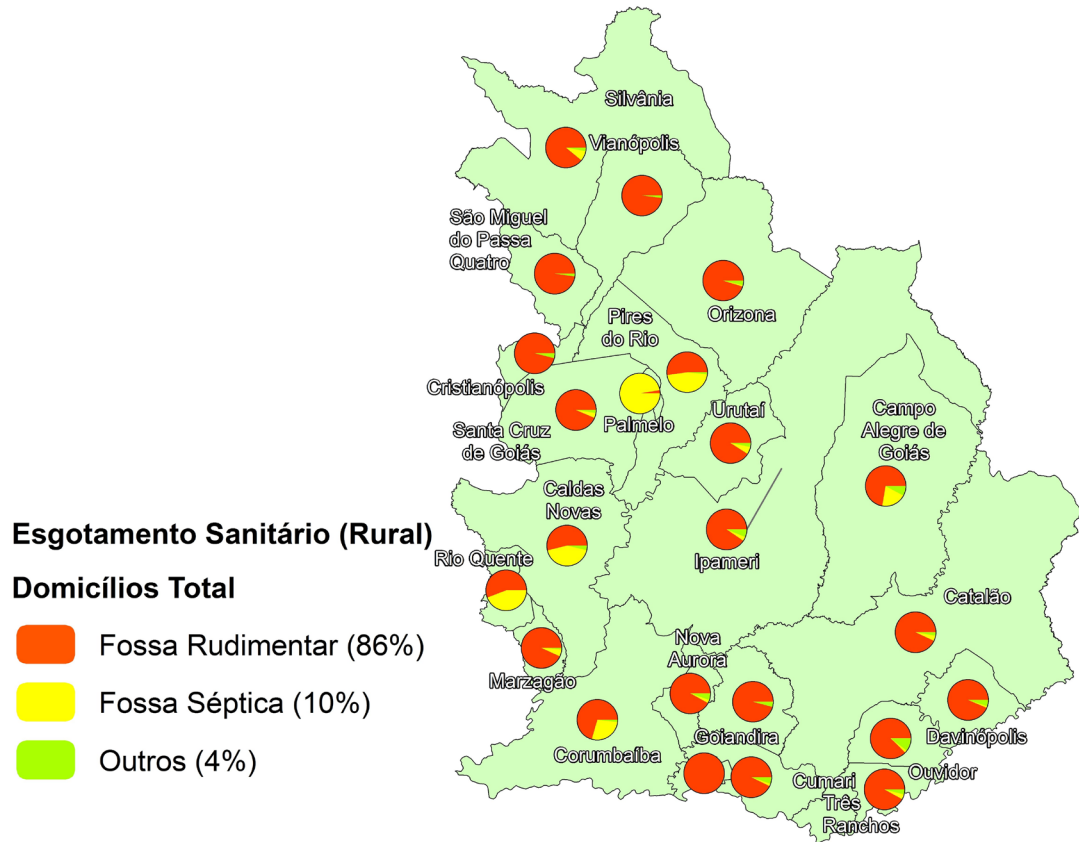 Silvânia
Vianópolis
São Miguel
do Passa
Quatro
Orizona
Pires
do Rio
Cristianópolis
Palmelo
Urutaí
Santa Cruz
de Goiás
Campo
Alegre de
Goiás
Caldas
Novas
Esgotamento Sanitário (Rural)
Rio Quente
Ipameri
Domicílios Total
Catalão
Fossa Rudimentar (86%)
Nova
Aurora
Marzagão
Fossa Séptica (10%)
Goiandira
Davinópolis
Corumbaíba
Outros (4%)
Ouvidor
Cumari
Três
Ranchos